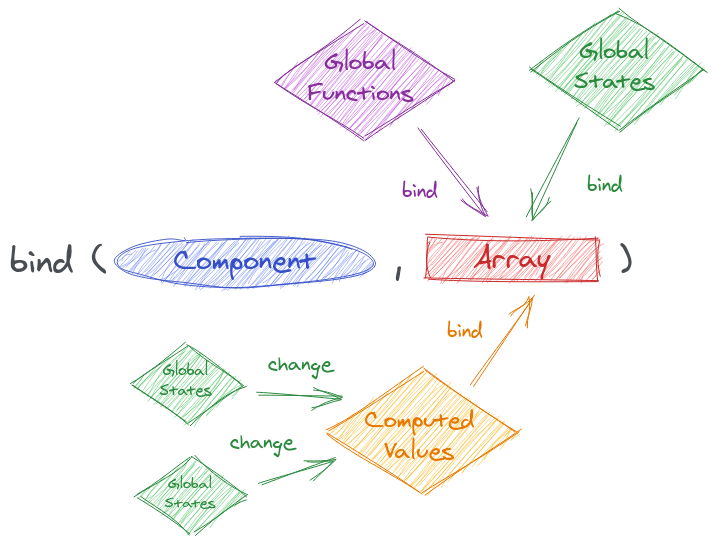 Global
Functions
Global
States
bind
bind
bind ( Component , Array )
bind
Global
States
change
Computed
Values
change
Global
States